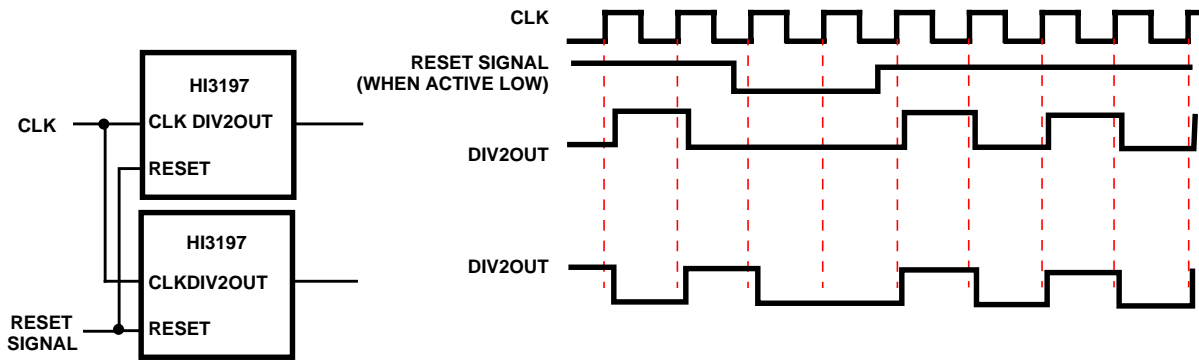 HI3197
CLK
CLK DIV2OUT
RESET
HI3197
CLKDIV2OUT
RESET
RESET
SIGNAL
CLK
RESET SIGNAL
(WHEN ACTIVE LOW)
DIV2OUT
DIV2OUT